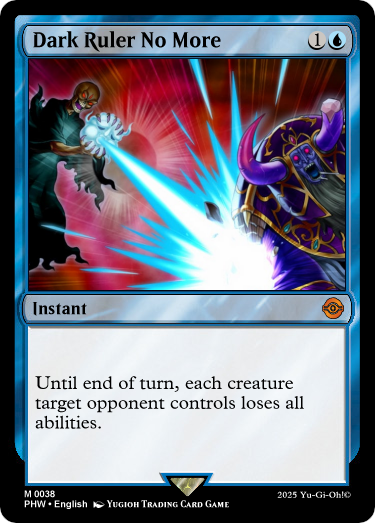 Dark Ruler No More 1
Instant
Until end of turn, each creature
target opponent controls loses all
abilities.
M 0038
PHW • English Yugioh Trading Card Game
2025 Yu-Gi-Oh!©